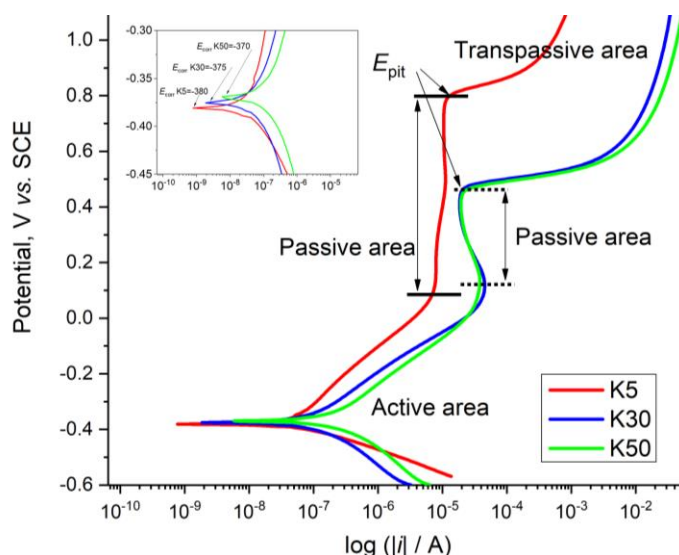 -0.30
-0.35
-0.40
-0.45
E_corr K50=-370
E_corr K30=-375
E_corr K5=-380
10^-10 10^-9 10^-8 10^-7 10^-6 10^-5
Potential, V vs. SCE
1.0
0.8
0.6
0.4
0.2
0.0
-0.2
-0.4
-0.6
Transpassive area
E_pit
Passive area
Passive area
Active area
K5
K30
K50
10^-10 10^-9 10^-8 10^-7 10^-6 10^-5 10^-4 10^-3 10^-2
log (|i| / A)